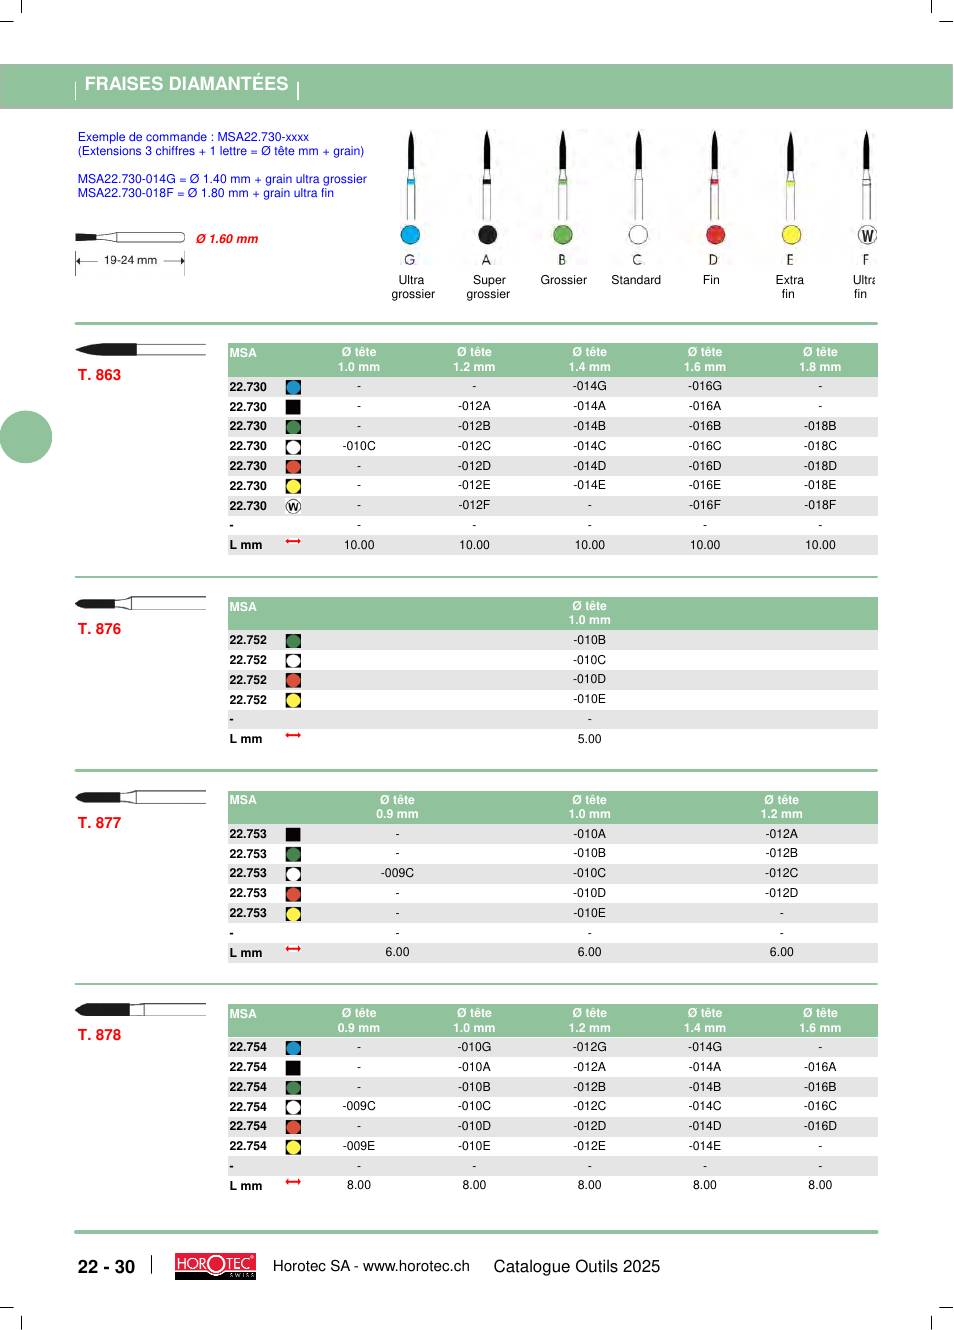 FRAISES DIAMANTÉES
Exemple de commande : MSA22.730-xxxx
(Extensions 3 chiffres + 1 lettre = Ø tête mm + grain)
MSA22.730-014G = Ø 1.40 mm + grain ultra grossier
MSA22.730-018F = Ø 1.80 mm + grain ultra fin
Ø 1.60 mm
19-24 mm
W
G A B C D E F
Ultra Super Grossier Standard Fin Extra Ultra
grossier grossier fin fin
T. 863
MSA Ø tête Ø tête Ø tête Ø tête Ø tête
1.0 mm 1.2 mm 1.4 mm 1.6 mm 1.8 mm
22.730 - - -014G -016G -
22.730 - -012A -014A -016A -
22.730 - -012B -014B -016B -018B
22.730 -010C -012C -014C -016C -018C
22.730 - -012D -014D -016D -018D
22.730 - -012E -014E -016E -018E
22.730 W - -012F - -016F -018F
- - - - - -
L mm 10.00 10.00 10.00 10.00 10.00
T. 876
MSA Ø tête
1.0 mm
22.752 -010B
22.752 -010C
22.752 -010D
22.752 -010E
- -
L mm 5.00
T. 877
MSA Ø tête Ø tête Ø tête
0.9 mm 1.0 mm 1.2 mm
22.753 - -010A -012A
22.753 - -010B -012B
22.753 -009C -010C -012C
22.753 - -010D -012D
22.753 - -010E -
- - - -
L mm 6.00 6.00 6.00
T. 878
MSA Ø tête Ø tête Ø tête Ø tête Ø tête
0.9 mm 1.0 mm 1.2 mm 1.4 mm 1.6 mm
22.754 - -010G -012G -014G -
22.754 - -010A -012A -014A -016A
22.754 - -010B -012B -014B -016B
22.754 -009C -010C -012C -014C -016C
22.754 - -010D -012D -014D -016D
22.754 -009E -010E -012E -014E -
- - - - - -
L mm 8.00 8.00 8.00 8.00 8.00
22 - 30 HOROTEC® SWISS Horotec SA - www.horotec.ch Catalogue Outils 2025